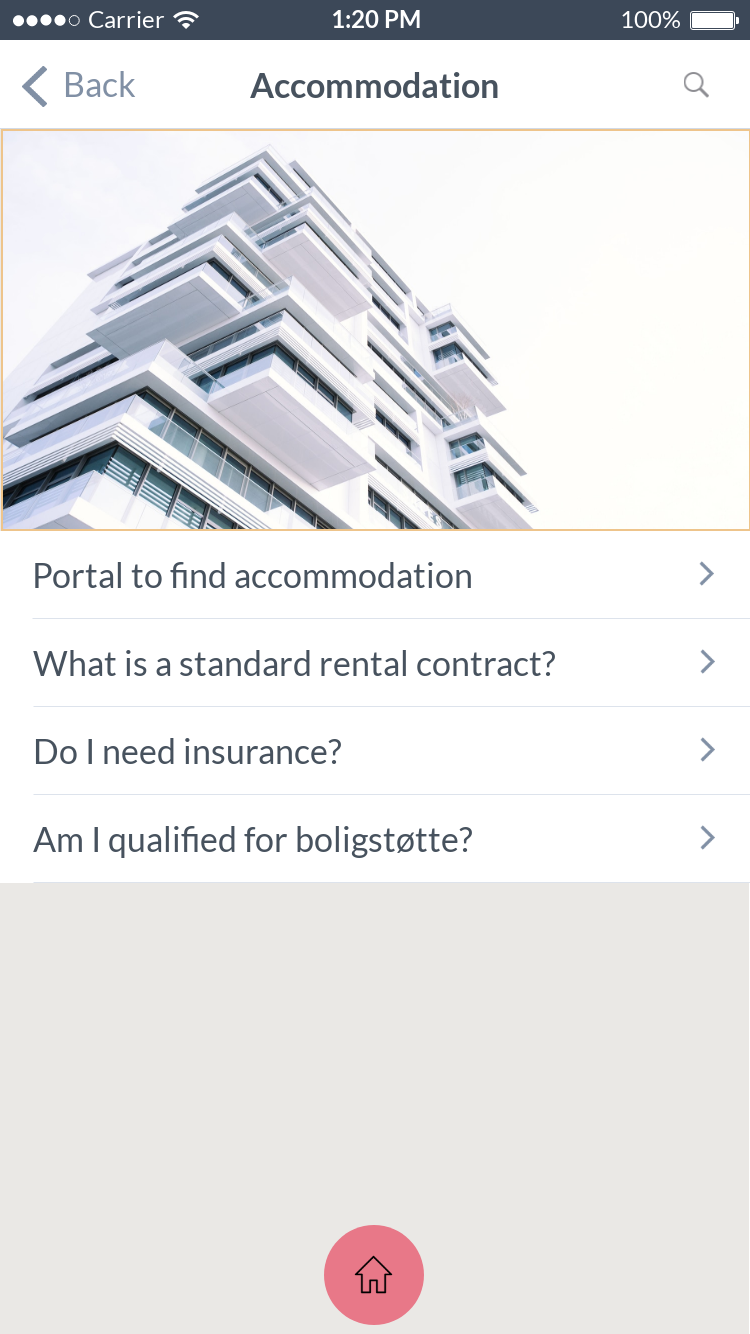 Carrier 1:20 PM 100%
Back Accommodation
Portal to find accommodation
What is a standard rental contract?
Do I need insurance?
Am I qualified for boligstøtte?